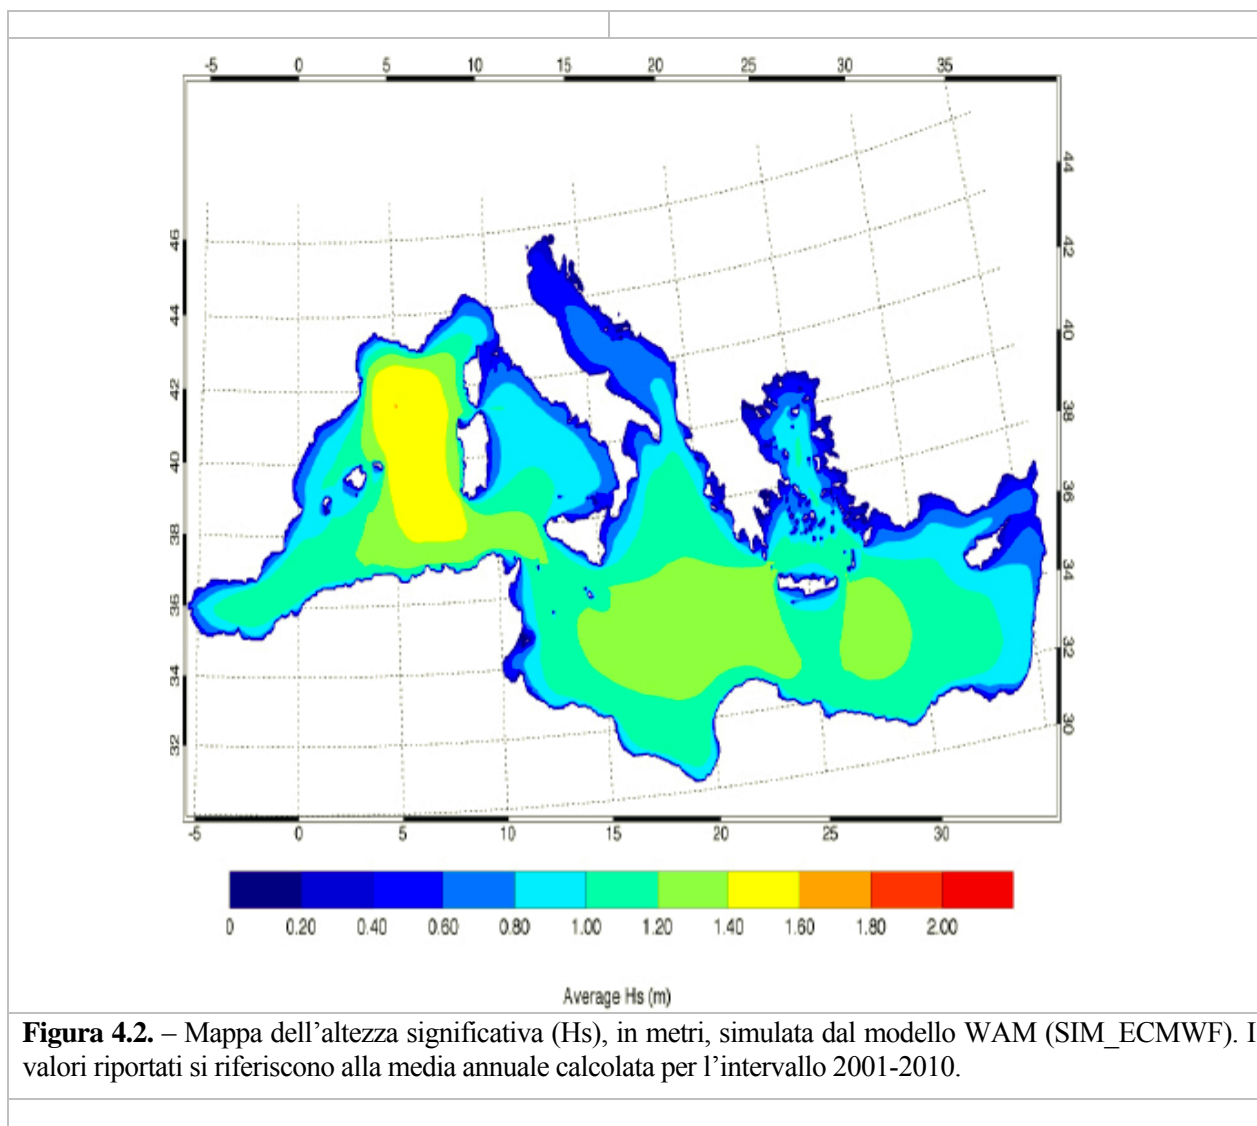 -5 0 5 10 15 20 25 30 35
46
44
42
40
38
36
34
32
44
42
40
38
36
34
32
30
-5 0 5 10 15 20 25 30
0 0.20 0.40 0.60 0.80 1.00 1.20 1.40 1.60 1.80 2.00
Average Hs (m)
Figura 4.2. – Mappa dell’altezza significativa (Hs), in metri, simulata dal modello WAM (SIM_ECMWF). I
valori riportati si riferiscono alla media annuale calcolata per l’intervallo 2001-2010.